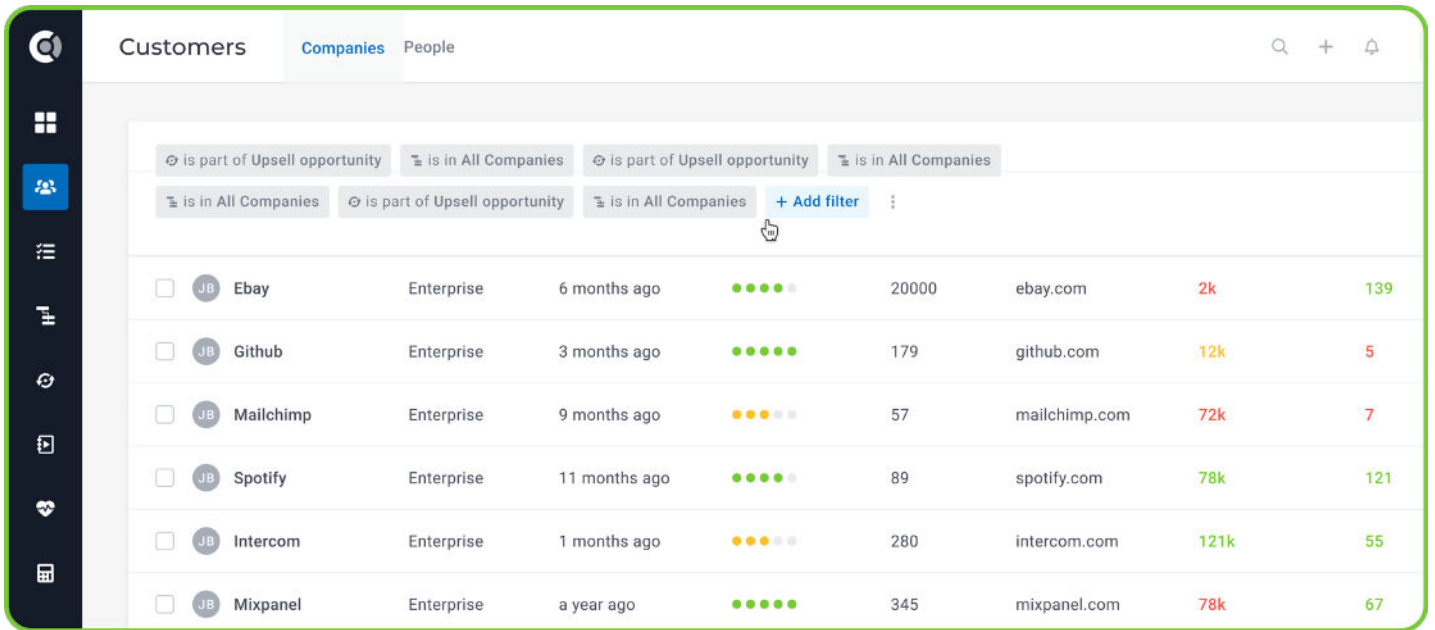 Customers Companies People
is part of Upsell opportunity is in All Companies is part of Upsell opportunity is in All Companies
is in All Companies is part of Upsell opportunity is in All Companies + Add filter
JB Ebay Enterprise 6 months ago 20000 ebay.com 2k 139
JB Github Enterprise 3 months ago 179 github.com 12k 5
JB Mailchimp Enterprise 9 months ago 57 mailchimp.com 72k 7
JB Spotify Enterprise 11 months ago 89 spotify.com 78k 121
JB Intercom Enterprise 1 months ago 280 intercom.com 121k 55
JB Mixpanel Enterprise a year ago 345 mixpanel.com 78k 67